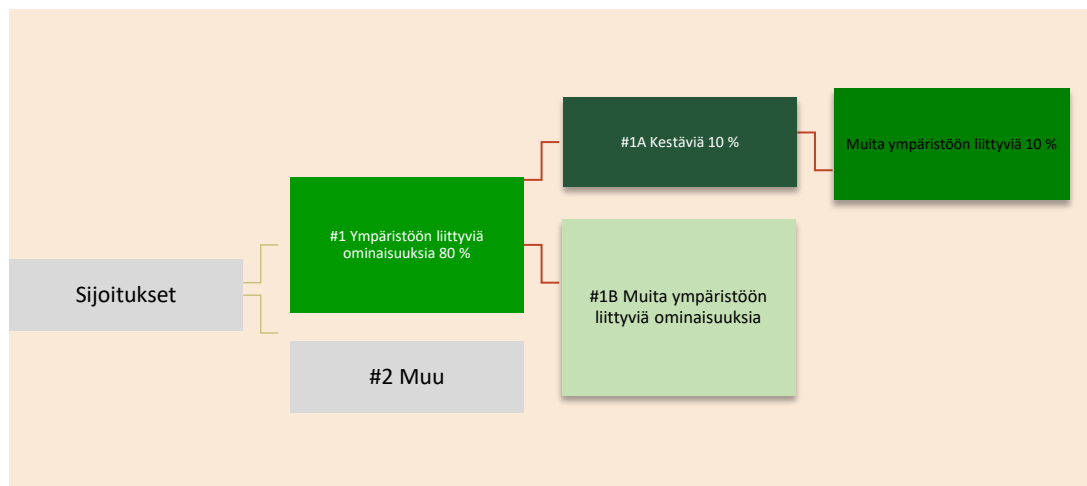 Sijoitukset
#1 Ympäristöön liittyviä
ominaisuuksia 80 %
#2 Muu
#1A Kestäviä 10 %
#1B Muita ympäristöön
liittyviä ominaisuuksia
Muita ympäristöön liittyviä 10 %